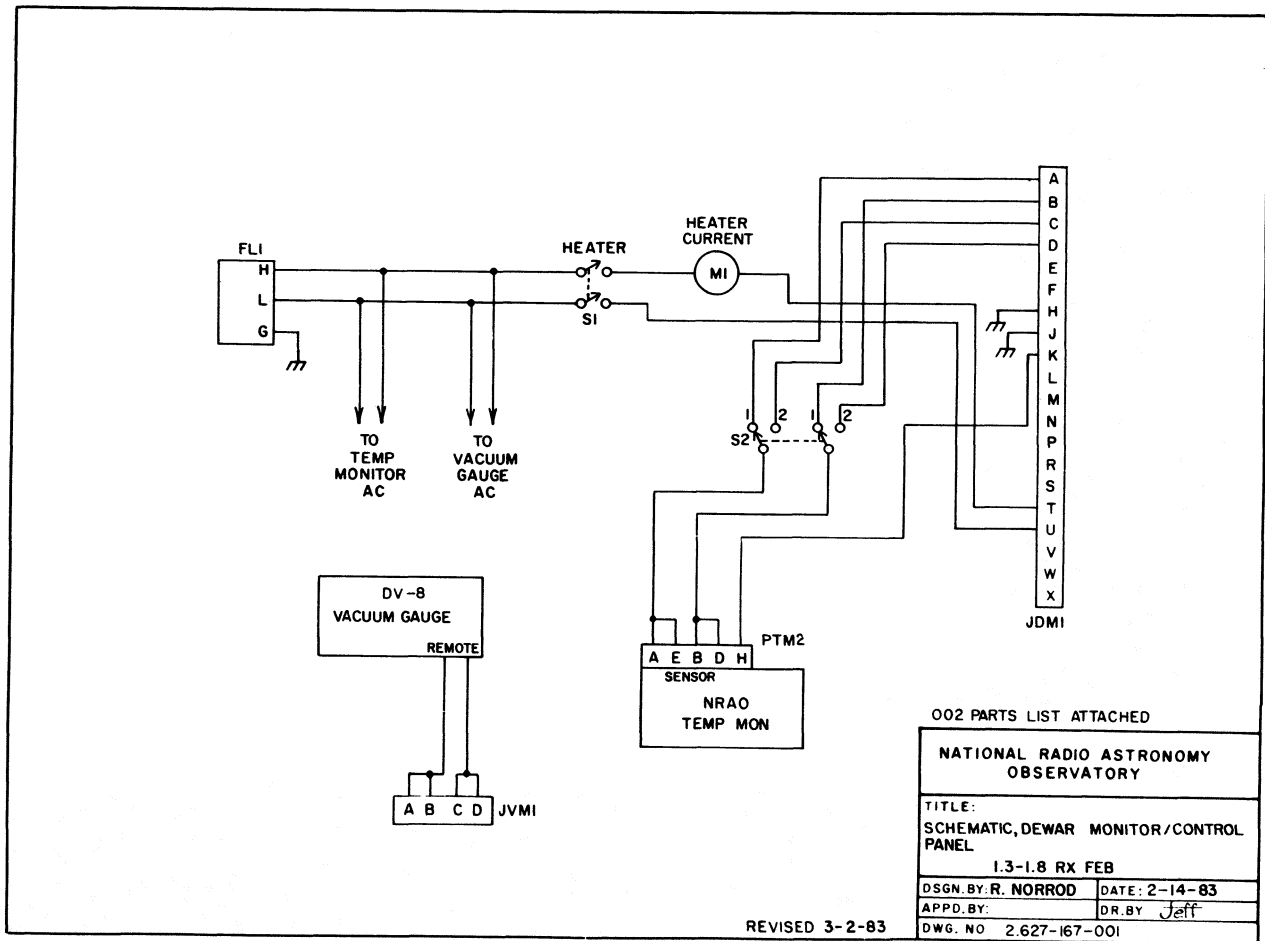 FL1
H
L
G
HEATER
S1
HEATER
CURRENT
M1
TO
TEMP
MONITOR
AC
TO
VACUUM
GAUGE
AC
1
2
1
2
S2
A
B
C
D
E
F
H
J
K
L
M
N
P
R
S
T
U
V
W
X
JDM1
DV-8
VACUUM GAUGE
REMOTE
A B C D JVM1
PTM2
A E B D H
SENSOR
NRAO
TEMP MON
002 PARTS LIST ATTACHED
NATIONAL RADIO ASTRONOMY
OBSERVATORY
TITLE:
SCHEMATIC, DEWAR MONITOR/CONTROL
PANEL
1.3-1.8 RX FEB
DSGN. BY: R. NORROD DATE: 2-14-83
APPD. BY: DR. BY Jeff
DWG. NO 2.627-167-001
REVISED 3-2-83